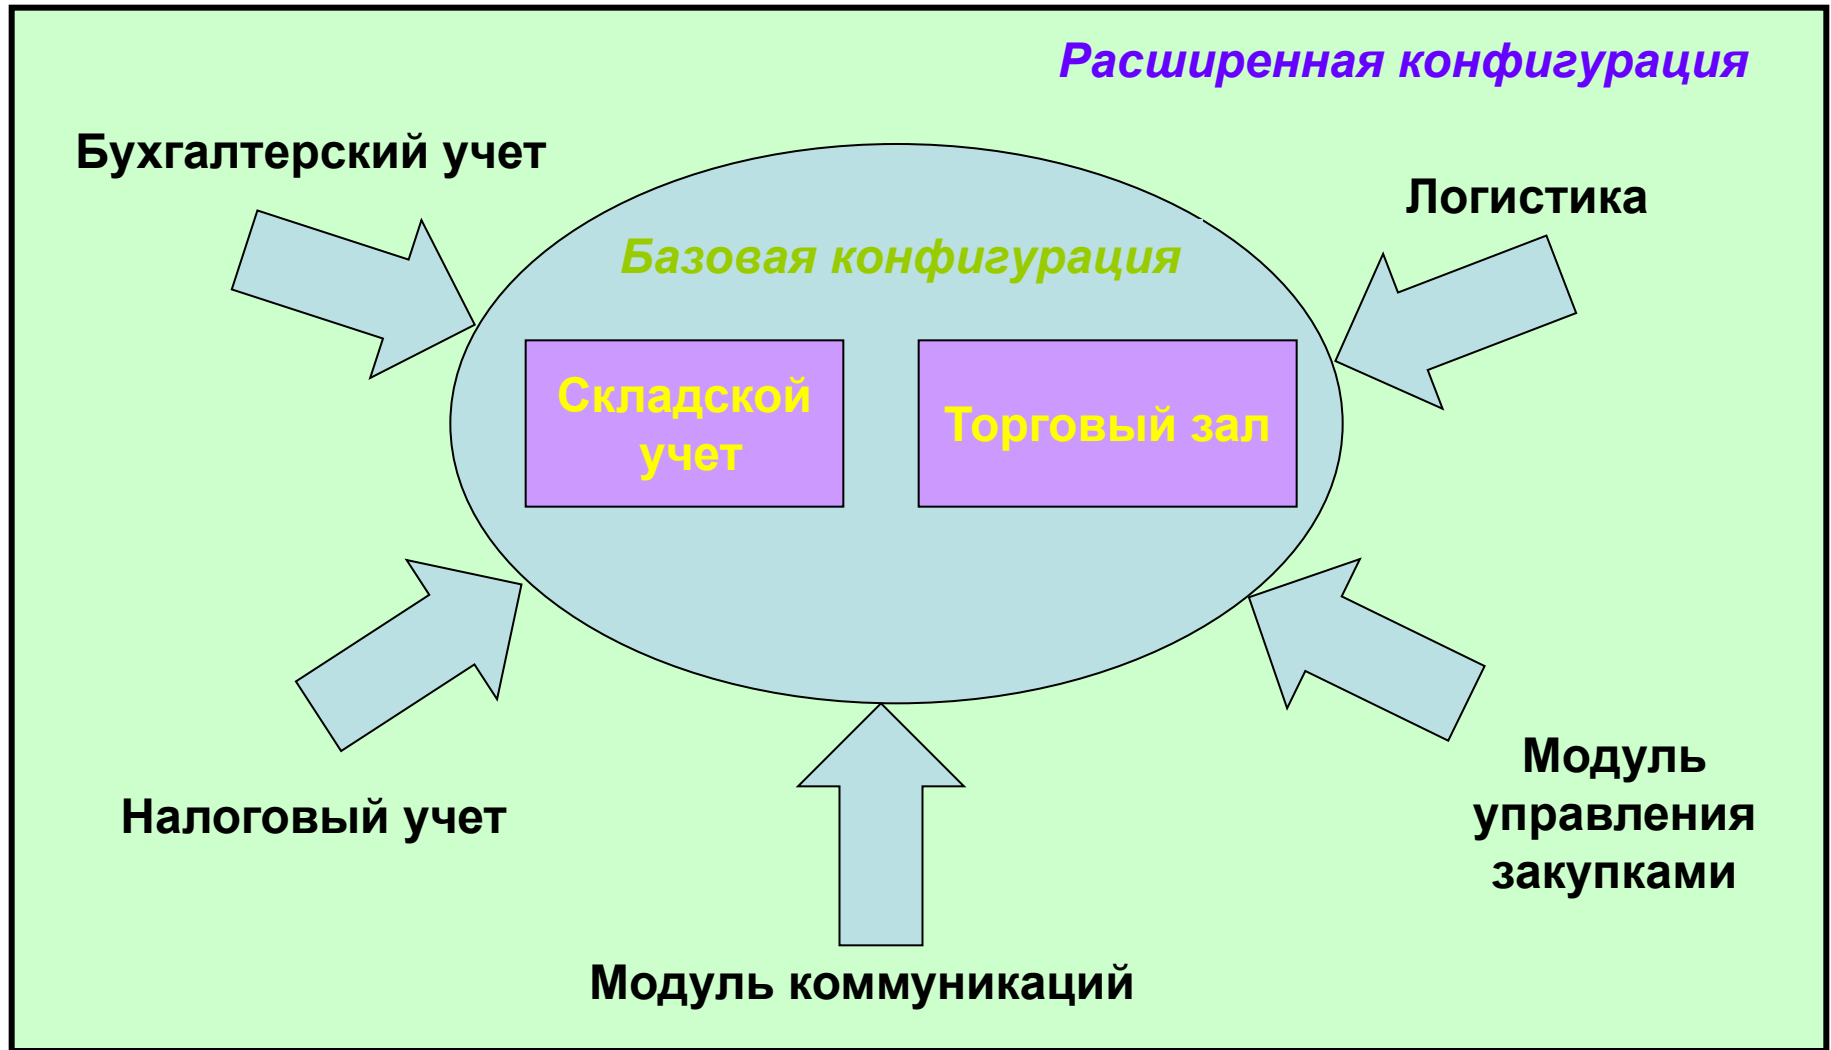 Расширенная конфигурация
Бухгалтерский учет
Логистика
Базовая конфигурация
Складской
учет
Торговый зал
Налоговый учет
Модуль
управления
закупками
Модуль коммуникаций